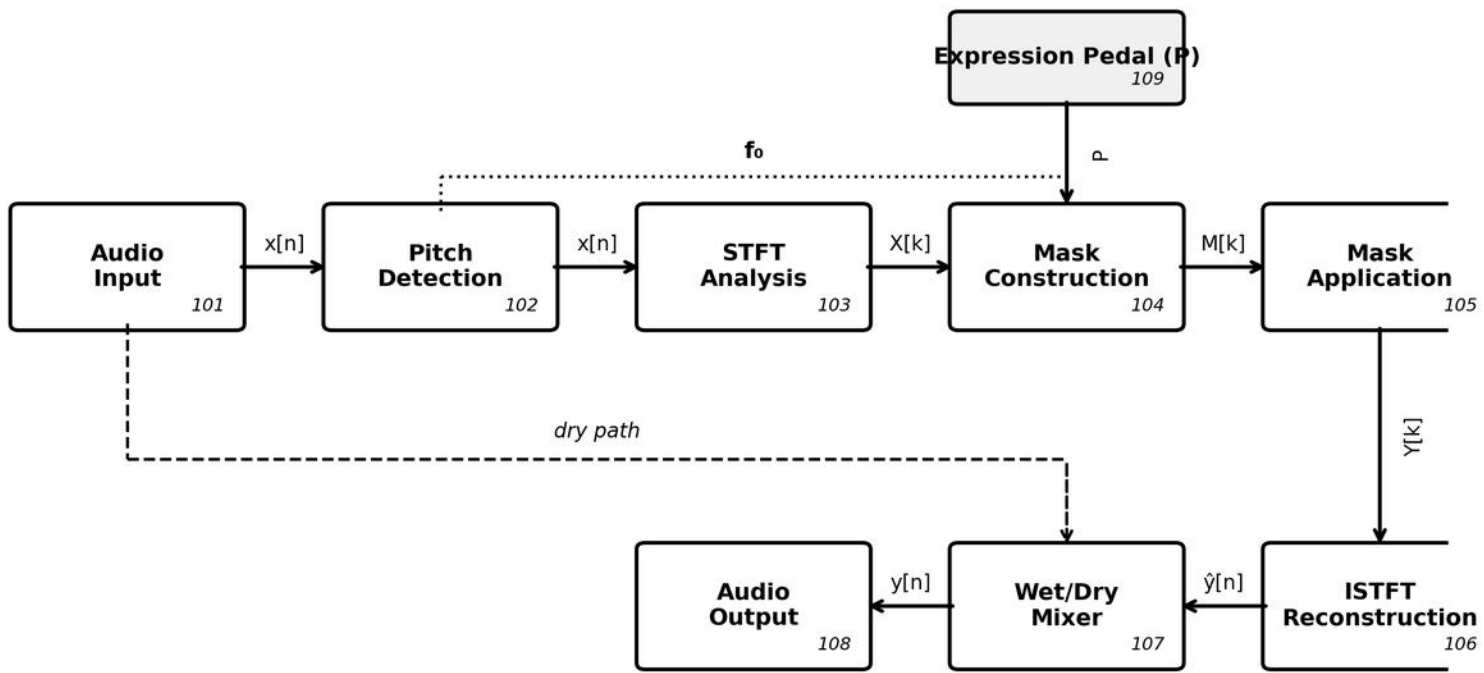 Expression Pedal (P)
109
P
f₀
Audio
Input
101
x[n]
Pitch
Detection
102
x[n]
STFT
Analysis
103
X[k]
Mask
Construction
104
M[k]
Mask
Application
105
dry path
Y[k]
Audio
Output
108
y[n]
Wet/Dry
Mixer
107
ŷ[n]
ISTFT
Reconstruction
106